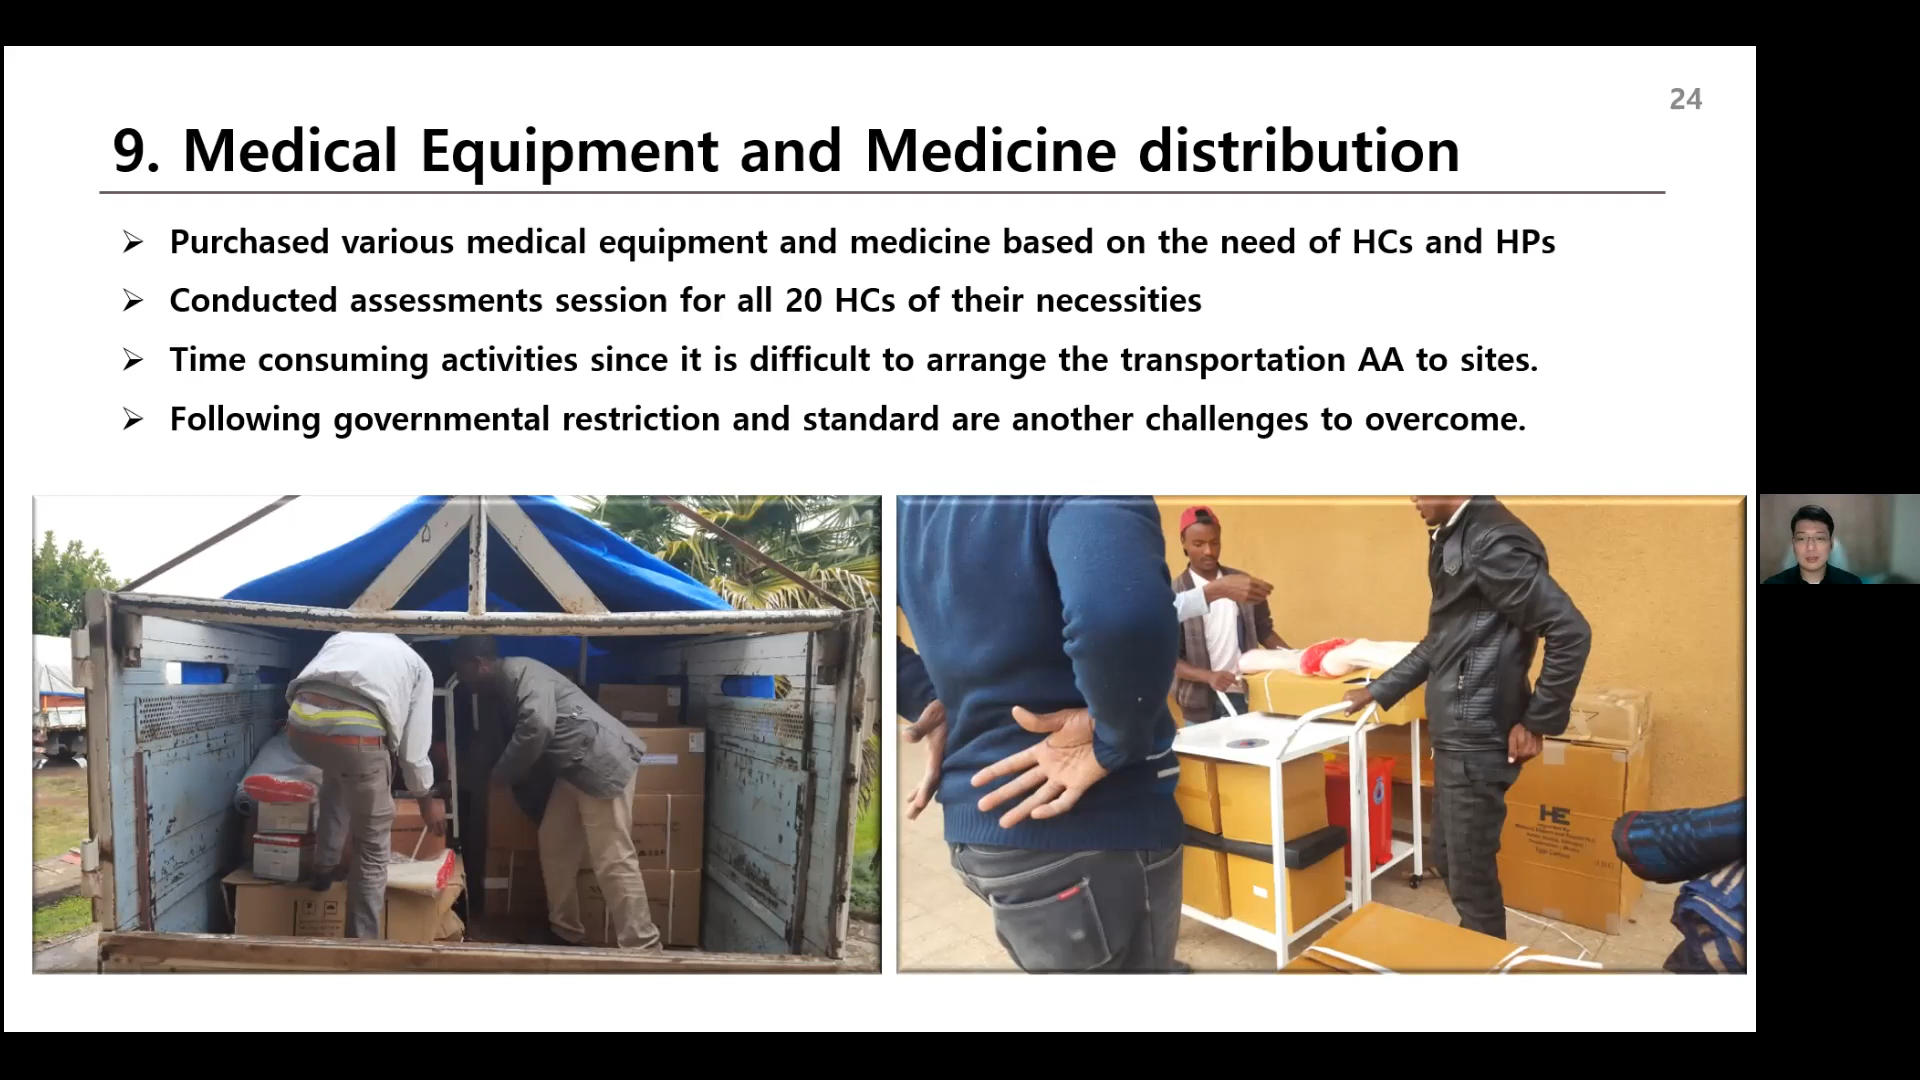 24
9. Medical Equipment and Medicine distribution
➢ Purchased various medical equipment and medicine based on the need of HCs and HPs
➢ Conducted assessments session for all 20 HCs of their necessities
➢ Time consuming activities since it is difficult to arrange the transportation AA to sites.
➢ Following governmental restriction and standard are another challenges to overcome.
HE